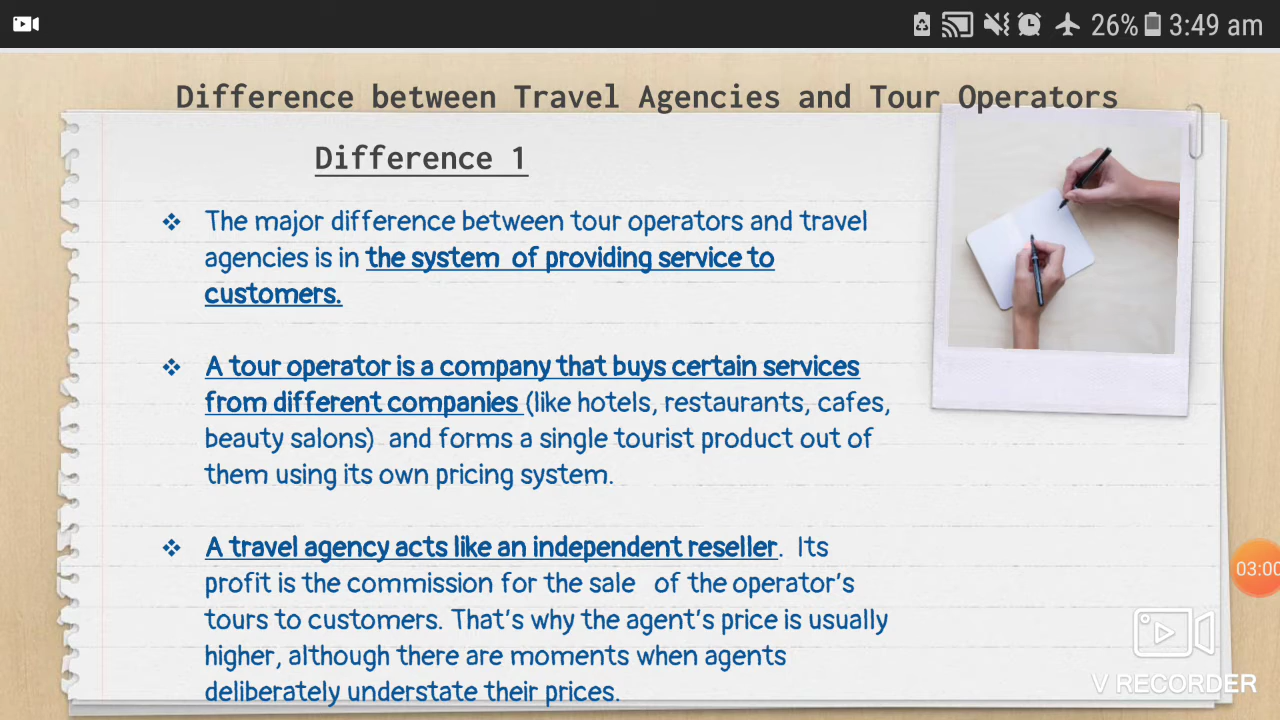 26% 3:49 am
Difference between Travel Agencies and Tour Operators
Difference 1
❖ The major difference between tour operators and travel
agencies is in the system of providing service to
customers.
❖ A tour operator is a company that buys certain services
from different companies (like hotels, restaurants, cafes,
beauty salons) and forms a single tourist product out of
them using its own pricing system.
❖ A travel agency acts like an independent reseller. Its
profit is the commission for the sale of the operator's
tours to customers. That's why the agent's price is usually
higher, although there are moments when agents
deliberately understate their prices.
03:00
V RECORDER